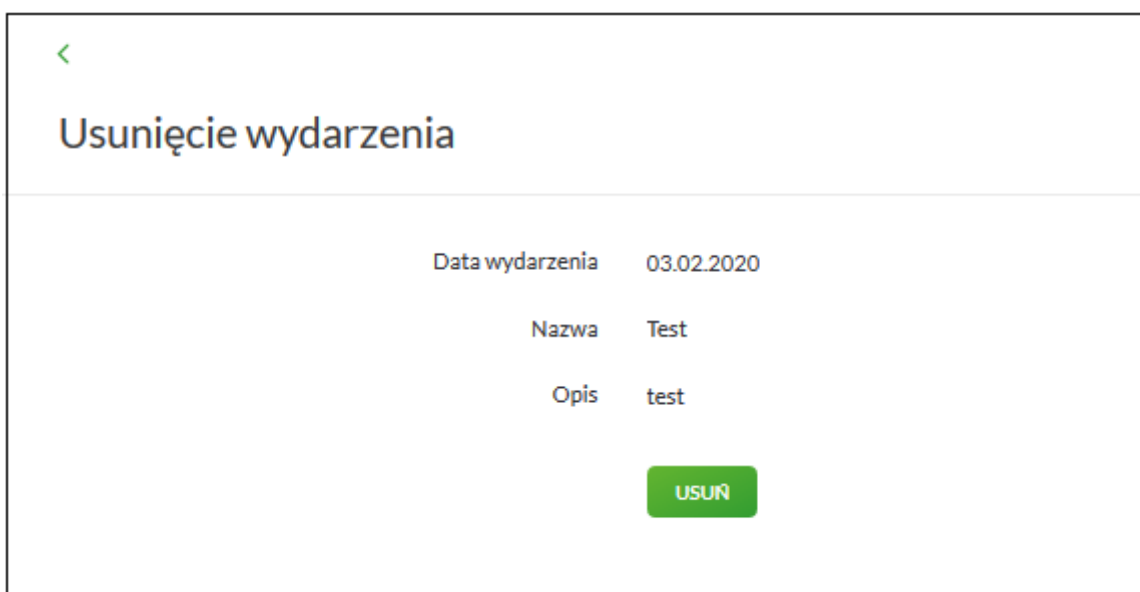 Usunięcie wydarzenia
Data wydarzenia 03.02.2020
Nazwa Test
Opis test
USUŃ